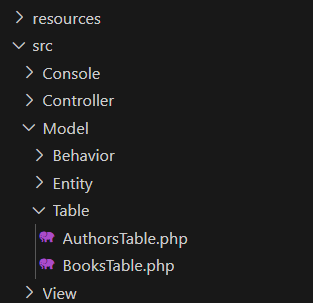 resources
src
Console
Controller
Model
Behavior
Entity
Table
AuthorsTable.php
BooksTable.php
View